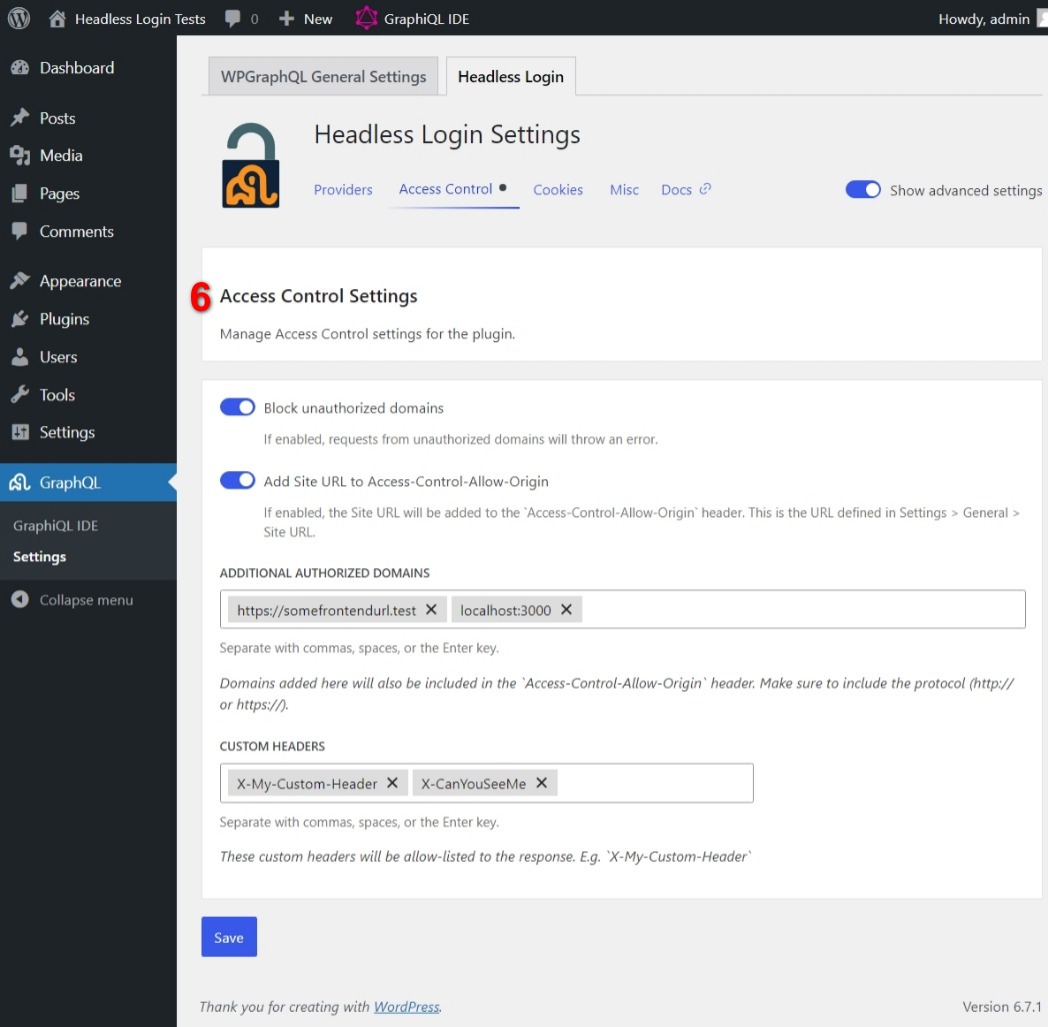 Headless Login Tests 0 New GraphiQL IDE Howdy, admin
Dashboard
Posts
Media
Pages
Comments
Appearance
Plugins
Users
Tools
Settings
GraphQL
GraphiQL IDE
Settings
Collapse menu
WPGraphQL General Settings Headless Login
Headless Login Settings
Providers Access Control Cookies Misc Docs Show advanced settings
6 Access Control Settings
Manage Access Control settings for the plugin.
Block unauthorized domains
If enabled, requests from unauthorized domains will throw an error.
Add Site URL to Access-Control-Allow-Origin
If enabled, the Site URL will be added to the `Access-Control-Allow-Origin` header. This is the URL defined in Settings > General >
Site URL.
ADDITIONAL AUTHORIZED DOMAINS
https://somefrontendurl.test localhost:3000
Separate with commas, spaces, or the Enter key.
Domains added here will also be included in the `Access-Control-Allow-Origin` header. Make sure to include the protocol (http://
or https://).
CUSTOM HEADERS
X-My-Custom-Header X-CanYouSeeMe
Separate with commas, spaces, or the Enter key.
These custom headers will be allow-listed to the response. E.g. `X-My-Custom-Header`
Save
Thank you for creating with WordPress. Version 6.7.1